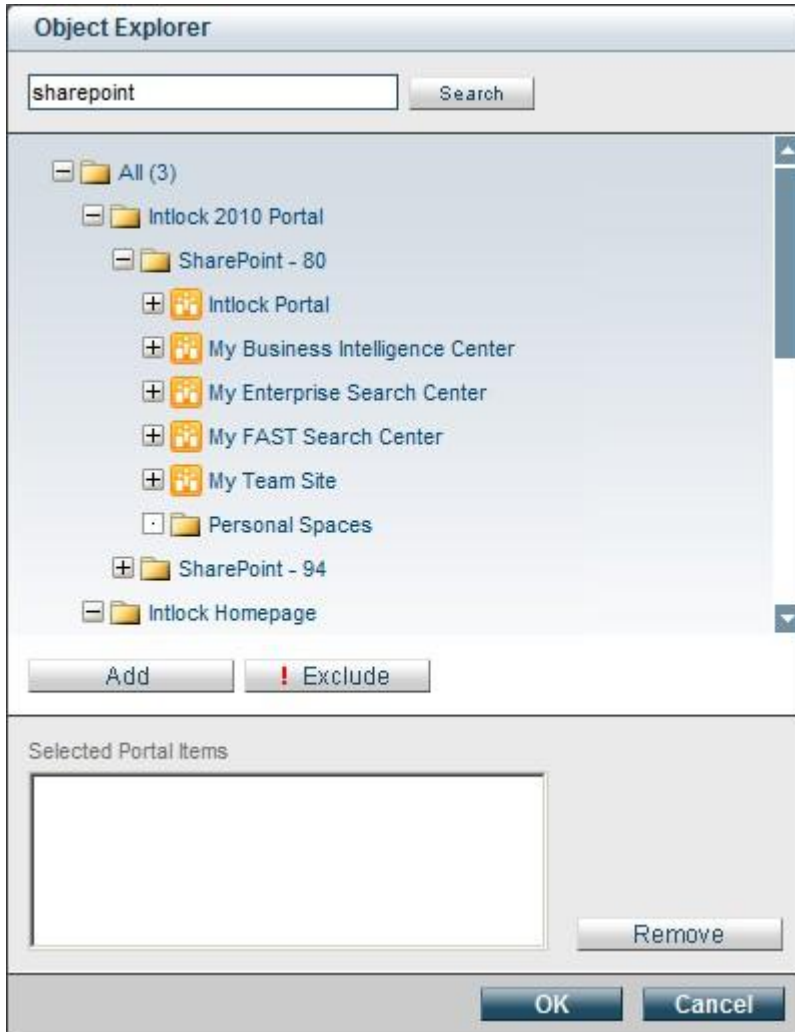 Object Explorer
sharepoint
Search
All (3)
Intlock 2010 Portal
SharePoint - 80
Intlock Portal
My Business Intelligence Center
My Enterprise Search Center
My FAST Search Center
My Team Site
Personal Spaces
SharePoint - 94
Intlock Homepage
Add
! Exclude
Selected Portal Items
Remove
OK
Cancel